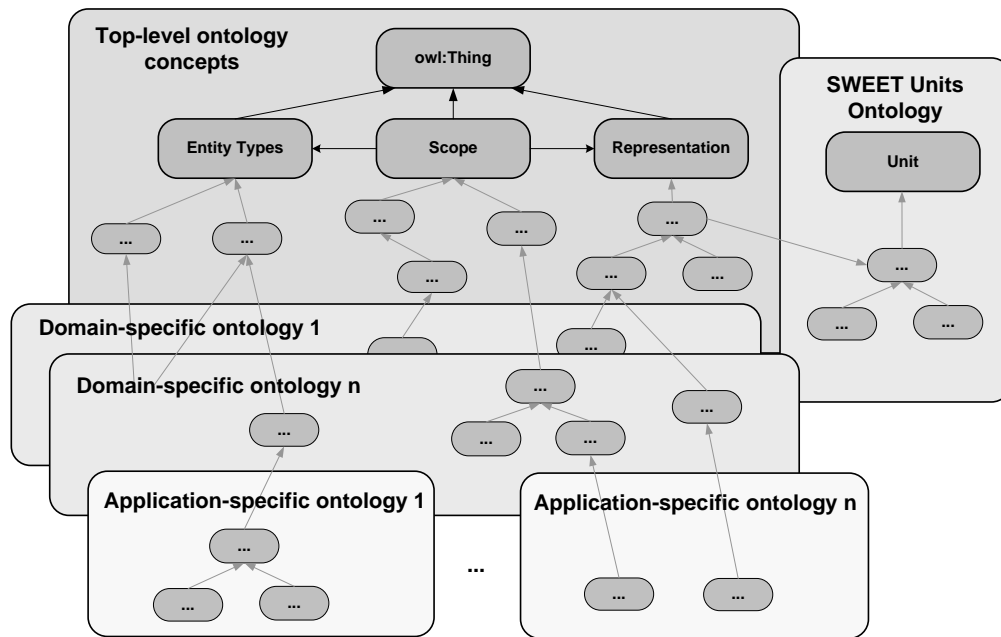 Top-level ontology
concepts
owl:Thing
SWEET Units
Ontology
Entity Types
Scope
Representation
Unit
...
...
...
...
...
...
...
...
...
...
...
...
Domain-specific ontology 1
...
...
Domain-specific ontology n
...
...
...
...
...
Application-specific ontology 1
...
...
...
...
Application-specific ontology n
...
...